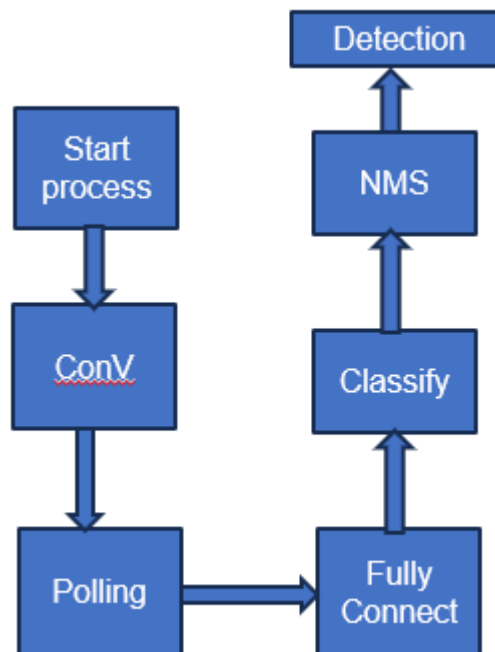 Start
process
ConV
Polling
Fully
Connect
Classify
NMS
Detection